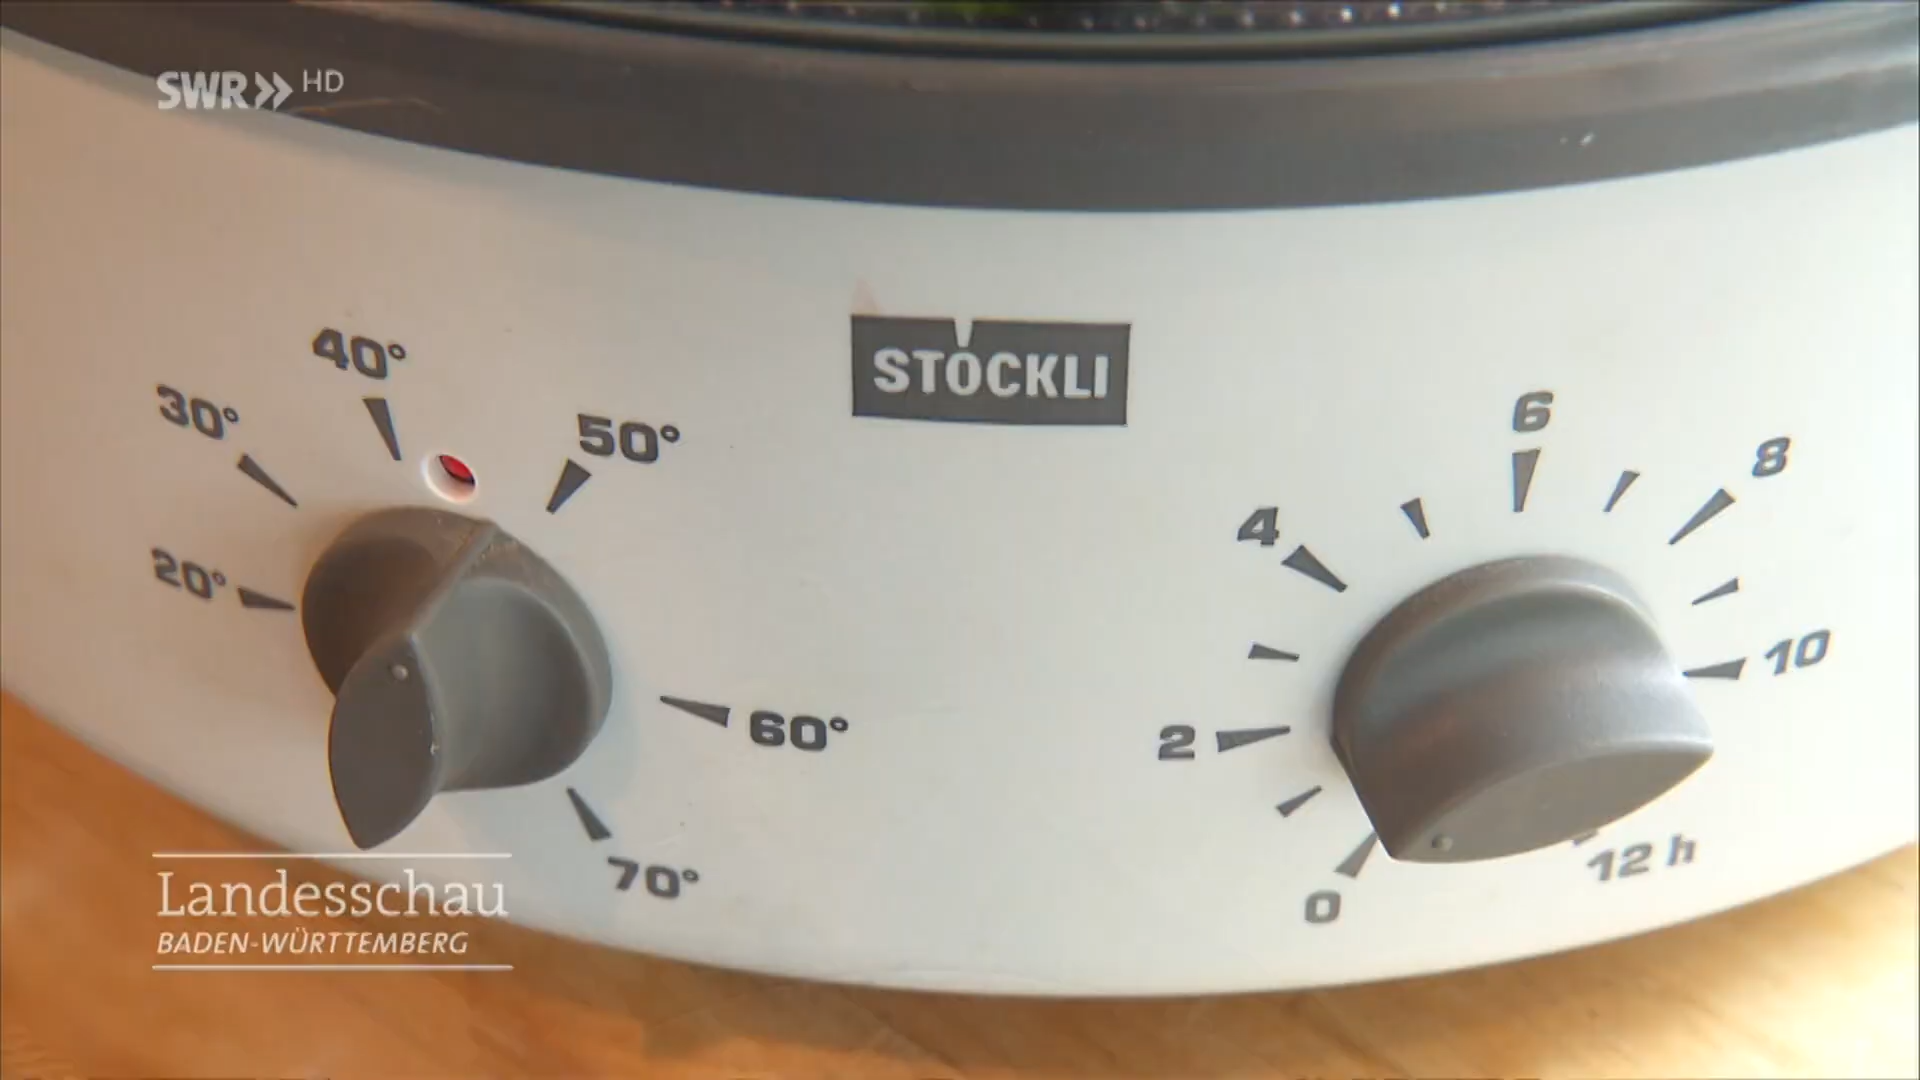 SWR» HD
STÖCKLI
40°
30°
50°
20°
60°
70°
6
8
4
10
2
12 h
0
Landesschau
BADEN-WÜRTTEMBERG